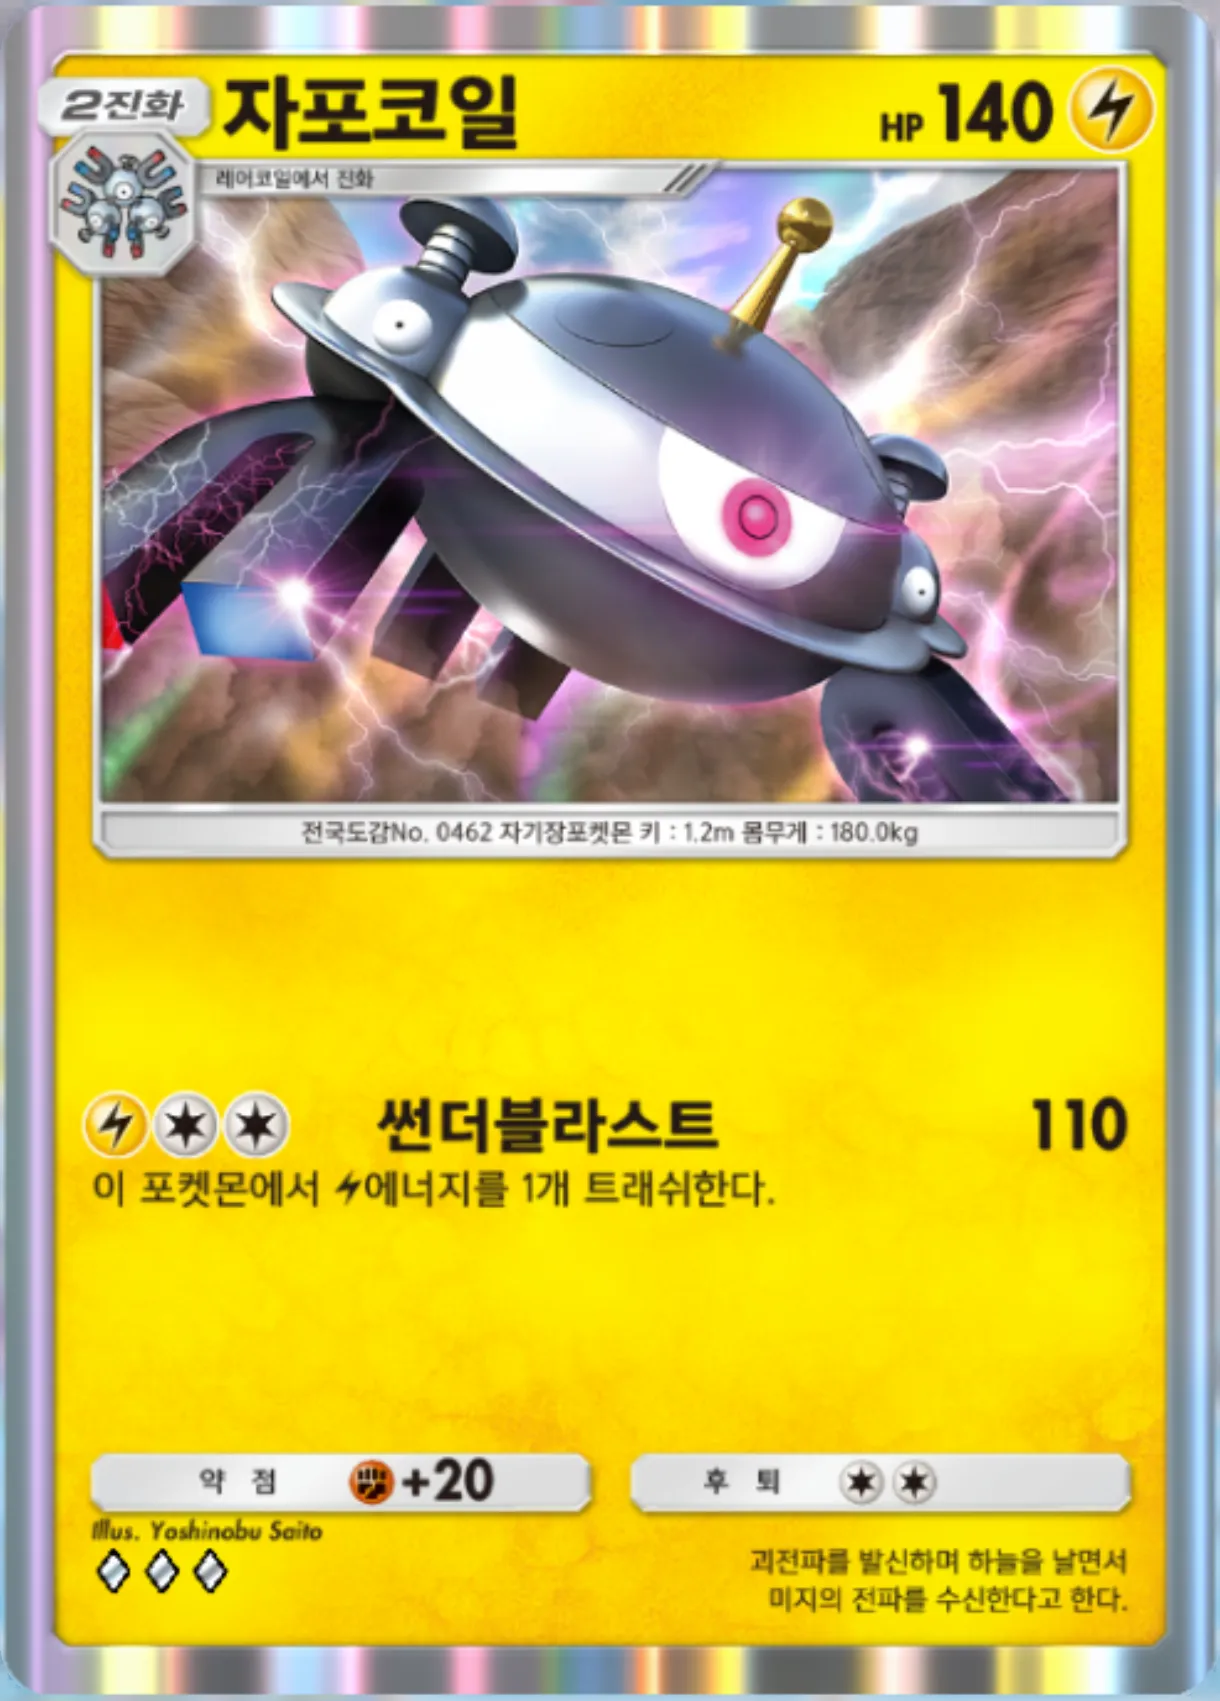 2진화 자포코일 HP 140
레어코일에서 진화
전국도감No. 0462 자기장포켓몬 키 : 1.2m 몸무게 : 180.0kg
썬더블라스트 110
이 포켓몬에서 에너지를 1개 트래쉬한다.
약 점 +20 후 퇴
Illus. Yoshinobu Saito
괴전파를 발신하며 하늘을 날면서
미지의 전파를 수신한다고 한다.